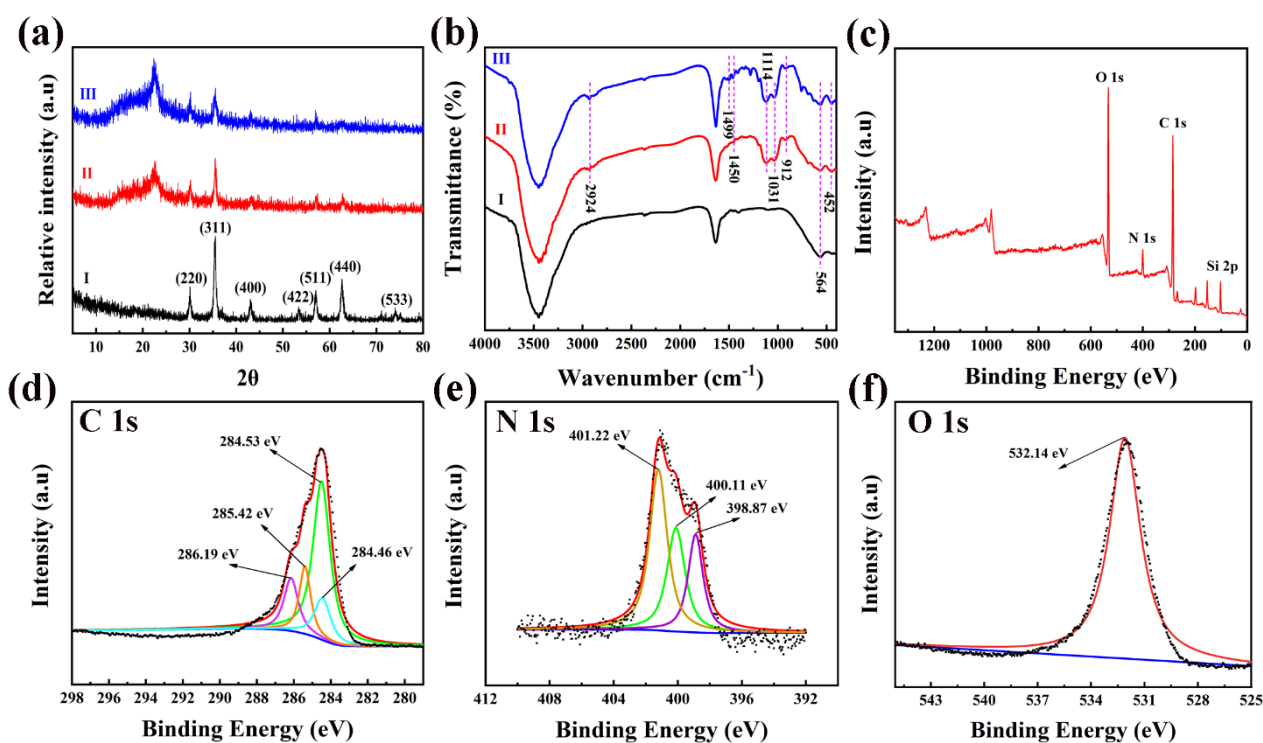 (a)
Relative intensity (a.u)
III
II
I
(220)
(311)
(400)
(422)
(511)
(440)
(533)
10 20 30 40 50 60 70 80
2θ
(b)
Transmittance (%)
III
II
I
2924
1499
1450
1114
1031
912
564
452
4000 3500 3000 2500 2000 1500 1000 500
Wavenumber (cm⁻¹)
(c)
Intensity (a.u)
O 1s
C 1s
N 1s
Si 2p
1200 1000 800 600 400 200 0
Binding Energy (eV)
(d)
C 1s
Intensity (a.u)
284.53 eV
285.42 eV
286.19 eV
284.46 eV
298 296 294 292 290 288 286 284 282 280
Binding Energy (eV)
(e)
N 1s
Intensity (a.u)
401.22 eV
400.11 eV
398.87 eV
412 408 404 400 396 392
Binding Energy (eV)
(f)
O 1s
Intensity (a.u)
532.14 eV
543 540 537 534 531 528 525
Binding Energy (eV)